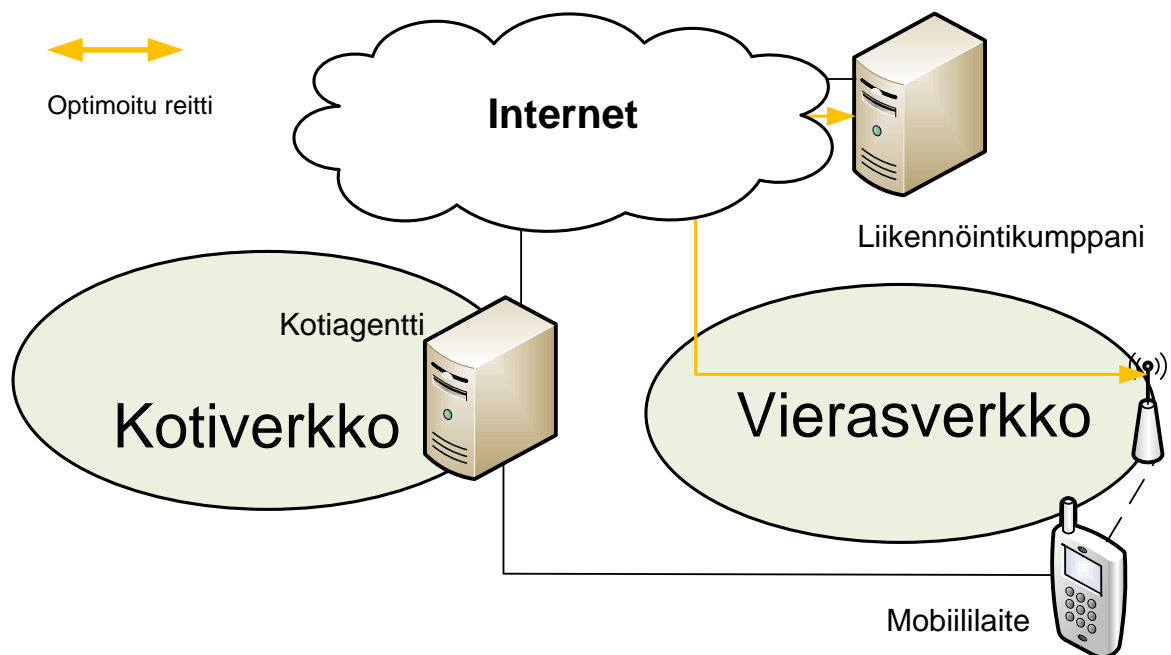 Optimoitu reitti
Internet
Liikennöintikumppani
Kotiagentti
Kotiverkko
Vierasverkko
Mobiililaite